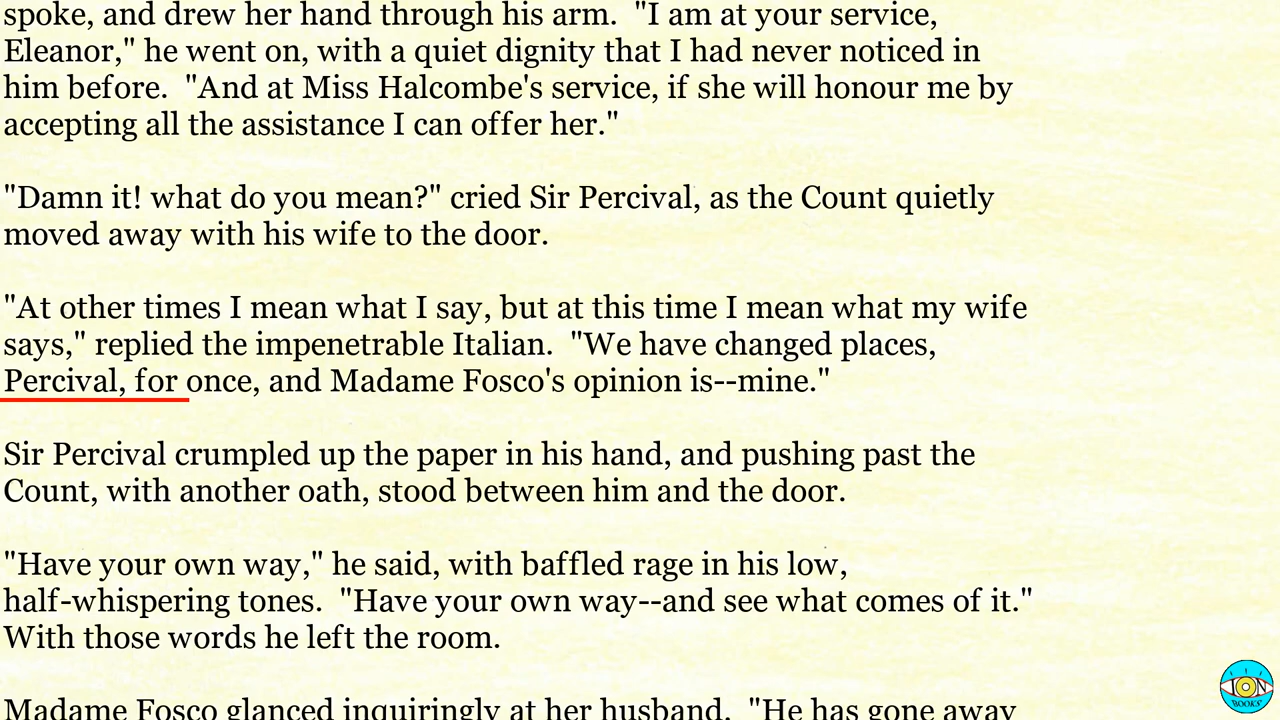 spoke, and drew her hand through his arm.  "I am at your service,
Eleanor," he went on, with a quiet dignity that I had never noticed in
him before.  "And at Miss Halcombe's service, if she will honour me by
accepting all the assistance I can offer her."
"Damn it! what do you mean?" cried Sir Percival, as the Count quietly
moved away with his wife to the door.
"At other times I mean what I say, but at this time I mean what my wife
says," replied the impenetrable Italian.  "We have changed places,
Percival, for once, and Madame Fosco's opinion is--mine."
Sir Percival crumpled up the paper in his hand, and pushing past the
Count, with another oath, stood between him and the door.
"Have your own way," he said, with baffled rage in his low,
half-whispering tones.  "Have your own way--and see what comes of it."
With those words he left the room.
Madame Fosco glanced inquiringly at her husband.  "He has gone away
ION
BOOKS